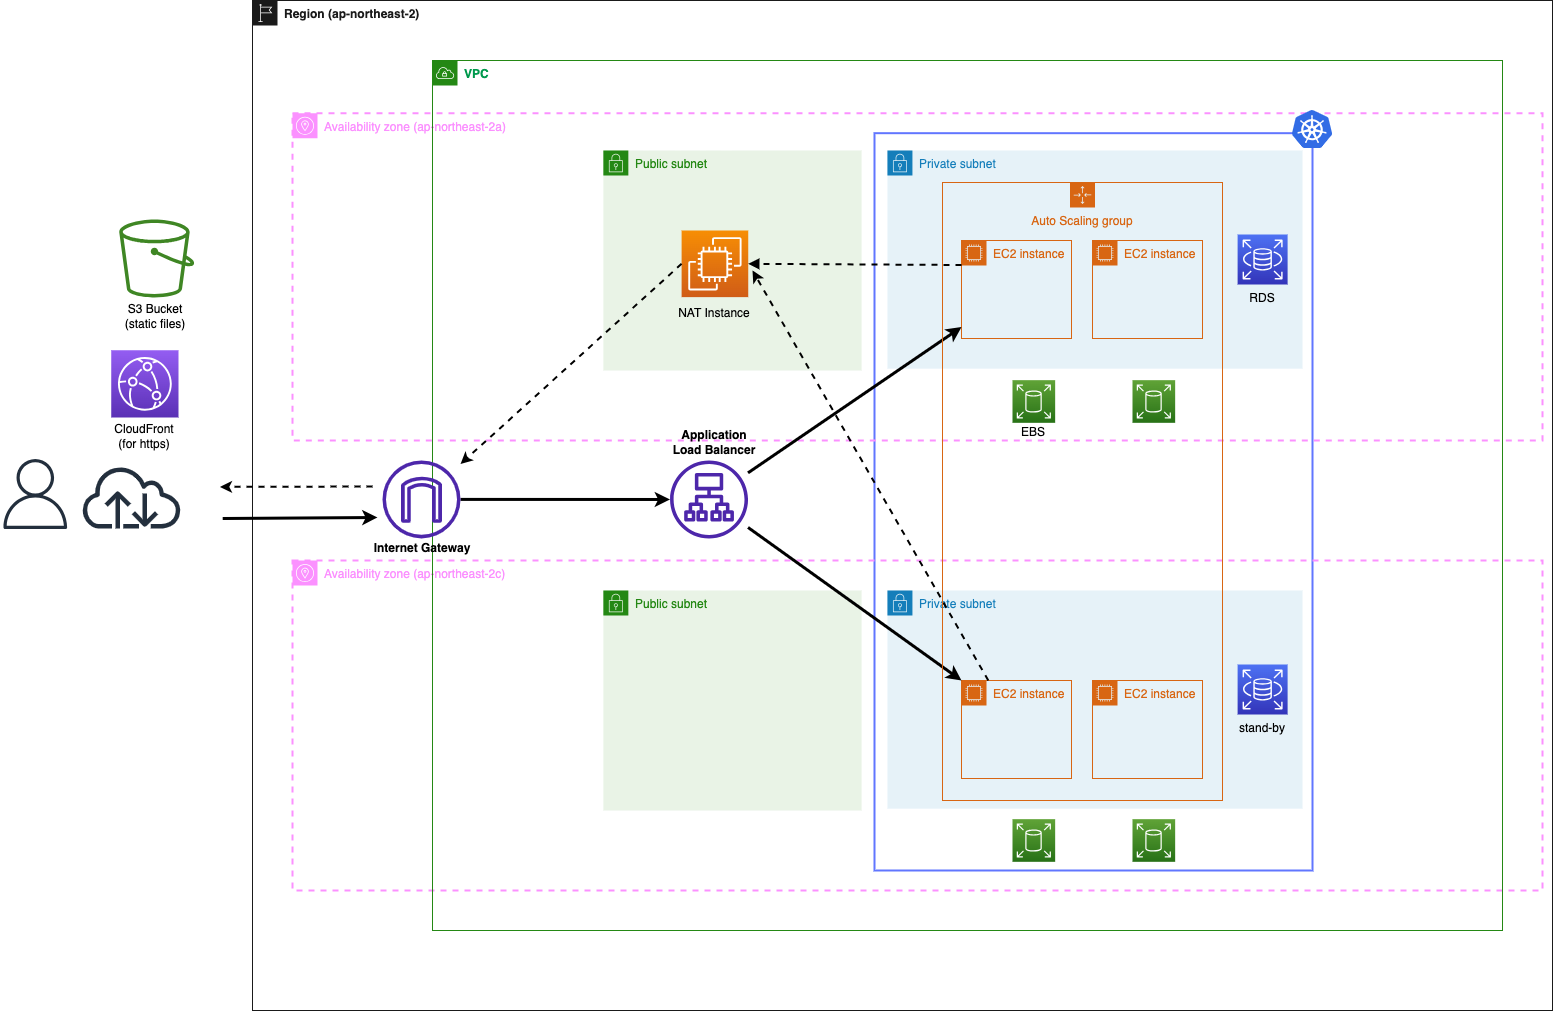 Region (ap-northeast-2)
VPC
Availability zone (ap-northeast-2a)
Public subnet
Private subnet
Auto Scaling group
EC2 instance
EC2 instance
S3 Bucket
(static files)
NAT Instance
RDS
CloudFront
(for https)
EBS
Application
Load Balancer
Internet Gateway
Availability zone (ap-northeast-2c)
Public subnet
Private subnet
EC2 instance
EC2 instance
stand-by